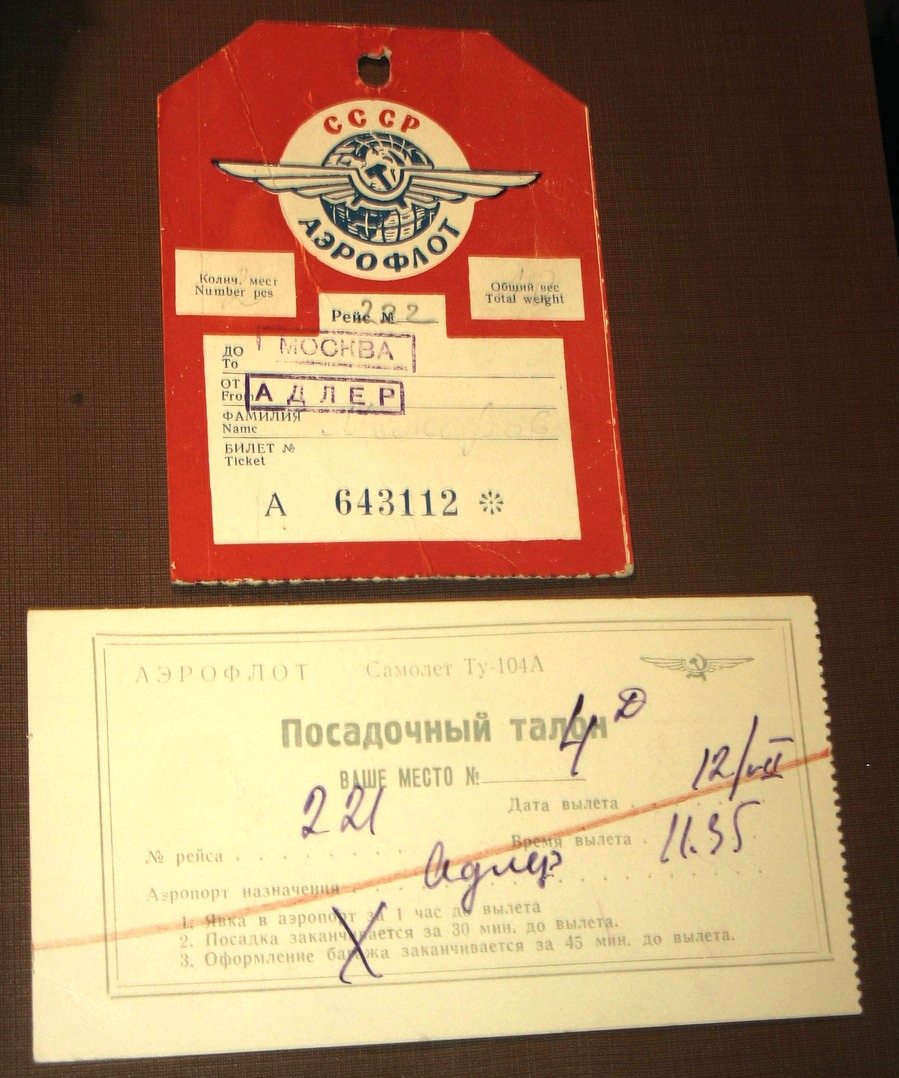 СССР
АЭРОФЛОТ
Колич. мест
Number pcs
Общий вес
Total weight
Рейс № 222
ДО МОСКВА
To
ОТ АДЛЕР
From
ФАМИЛИЯ
Name
БИЛЕТ №
Ticket
А 643112
АЭРОФЛОТ Самолет Ту-104А
Посадочный талон
ВАШЕ МЕСТО № 4Д
Дата вылета 12/VII
№ рейса 221
Время вылета 11.35
Аэропорт назначения Адлер
1. Явка в аэропорт за 1 час до вылета
2. Посадка заканчивается за 30 мин. до вылета.
3. Оформление багажа заканчивается за 45 мин. до вылета.